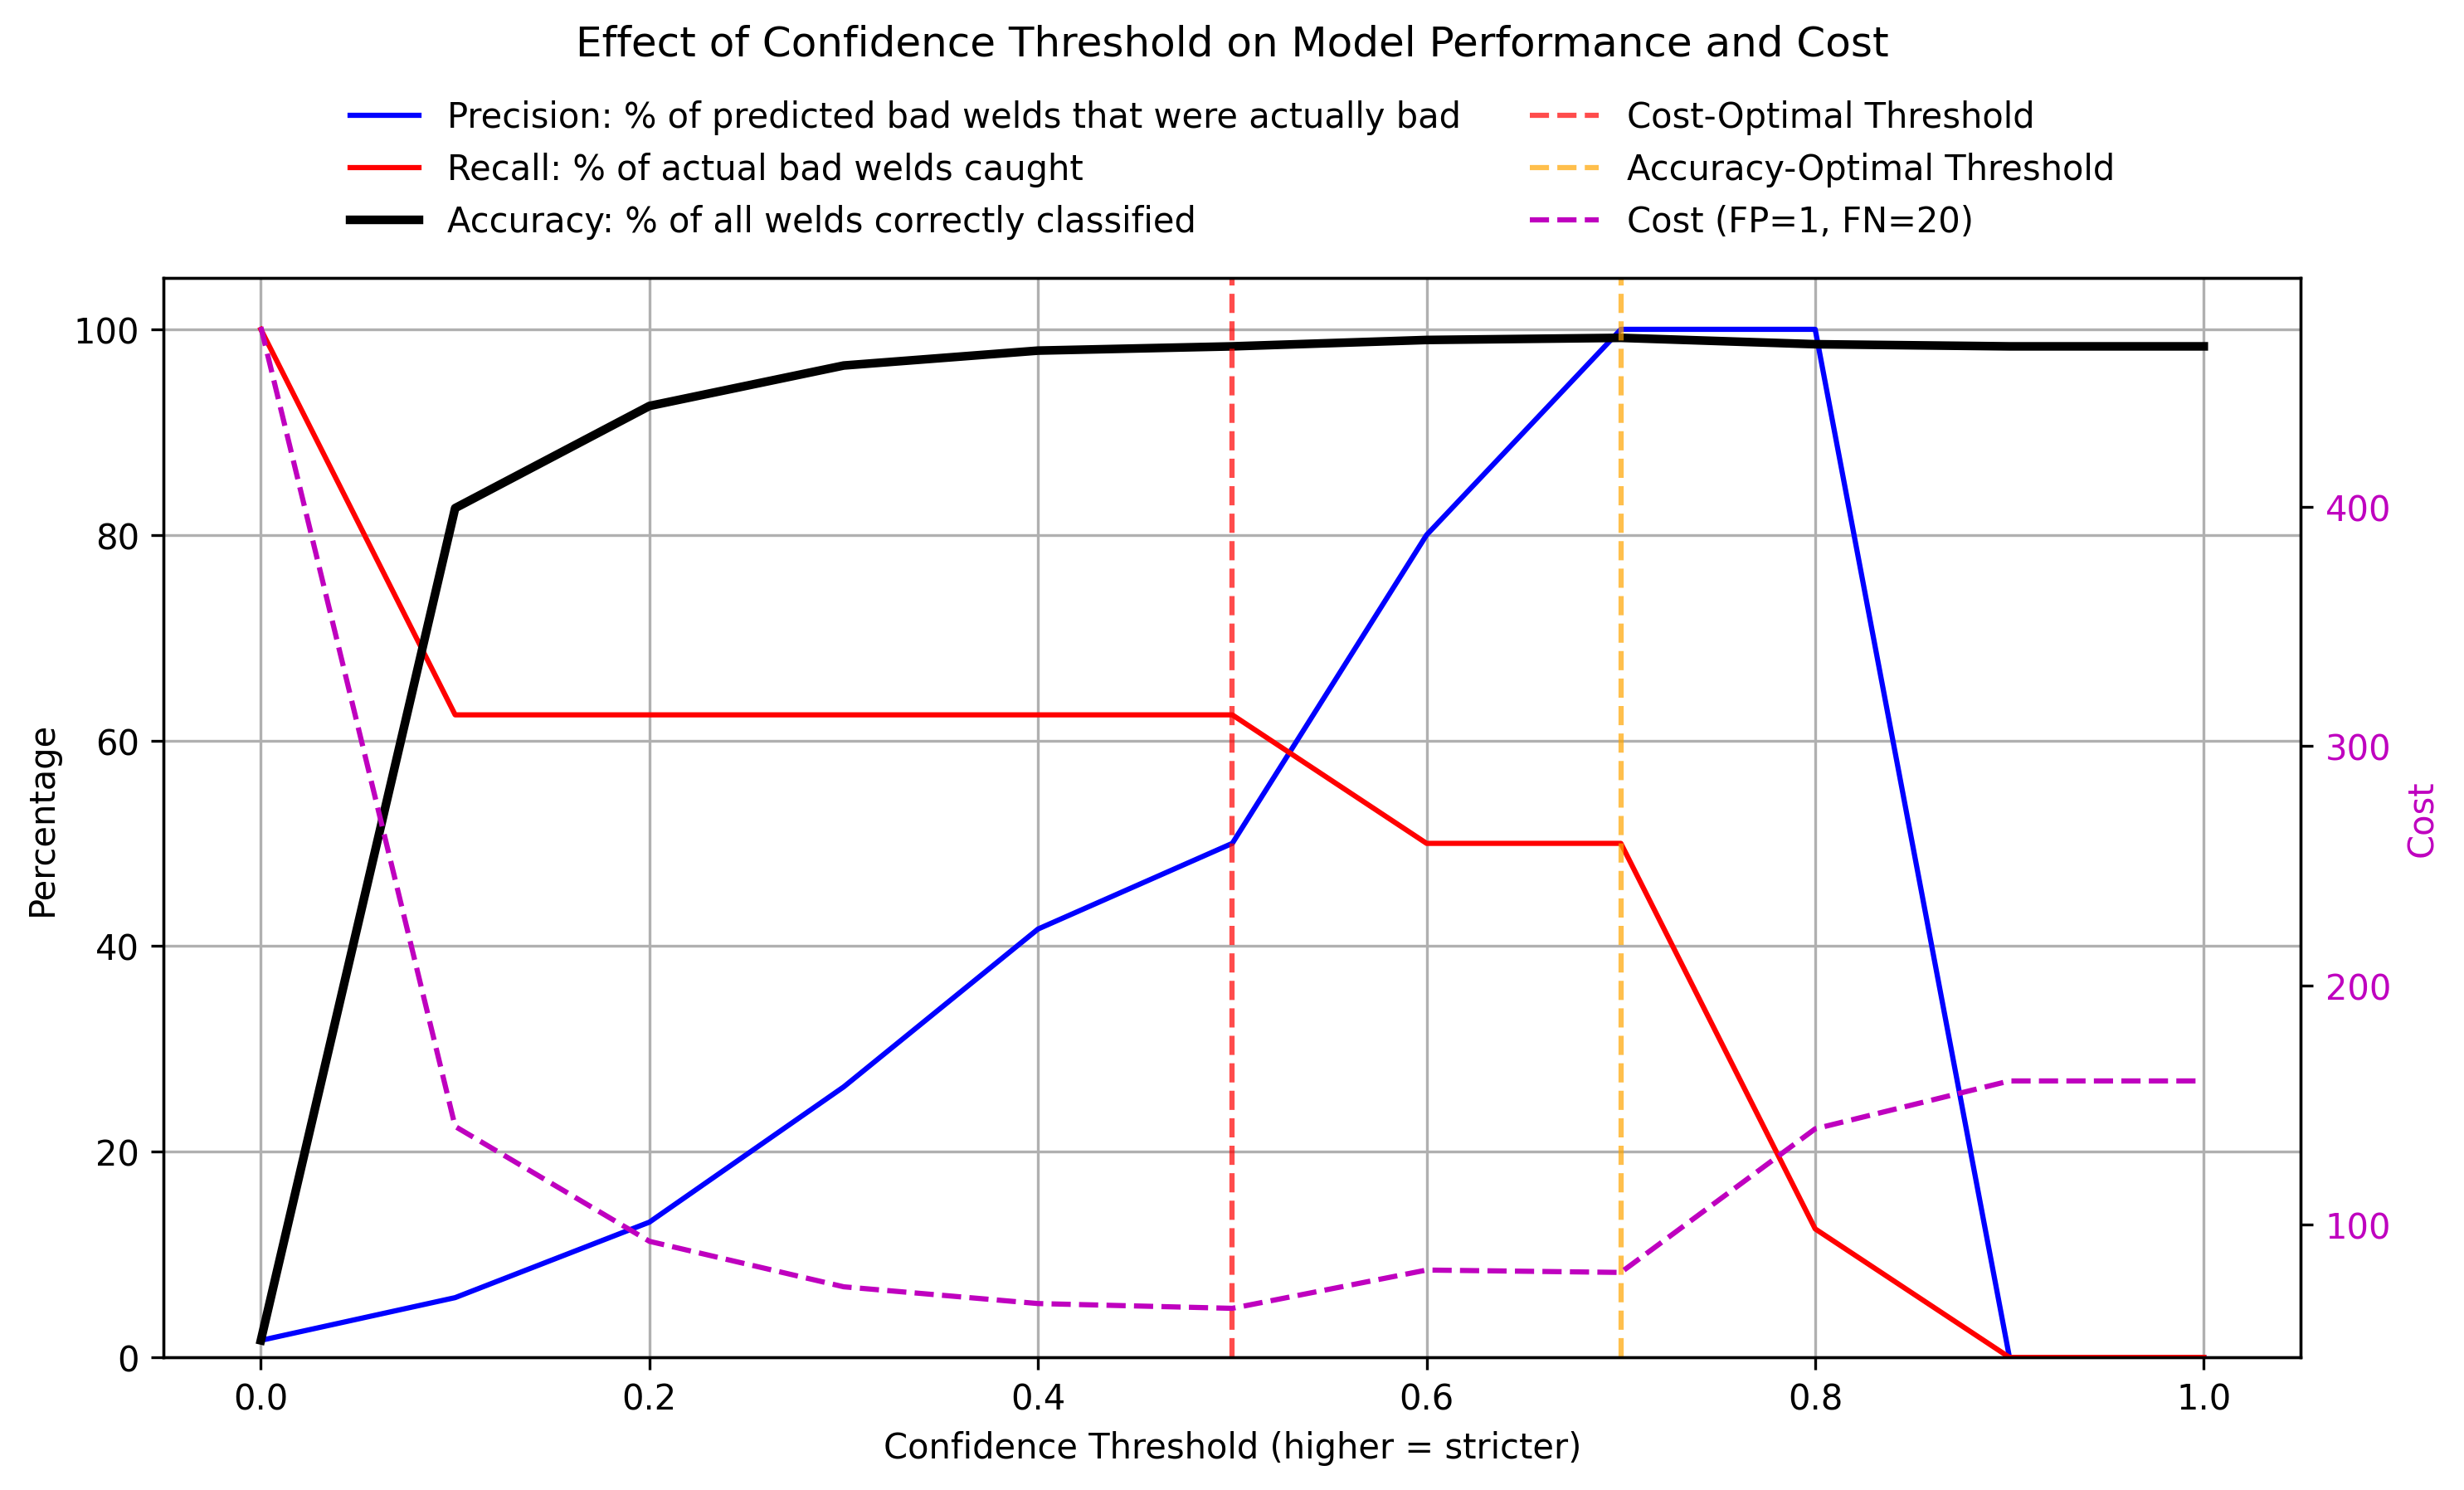 Effect of Confidence Threshold on Model Performance and Cost
Precision: % of predicted bad welds that were actually bad
Recall: % of actual bad welds caught
Accuracy: % of all welds correctly classified
Cost-Optimal Threshold
Accuracy-Optimal Threshold
Cost (FP=1, FN=20)
Percentage
100
80
60
40
20
0
400
300
200
100
Cost
0.0 0.2 0.4 0.6 0.8 1.0
Confidence Threshold (higher = stricter)